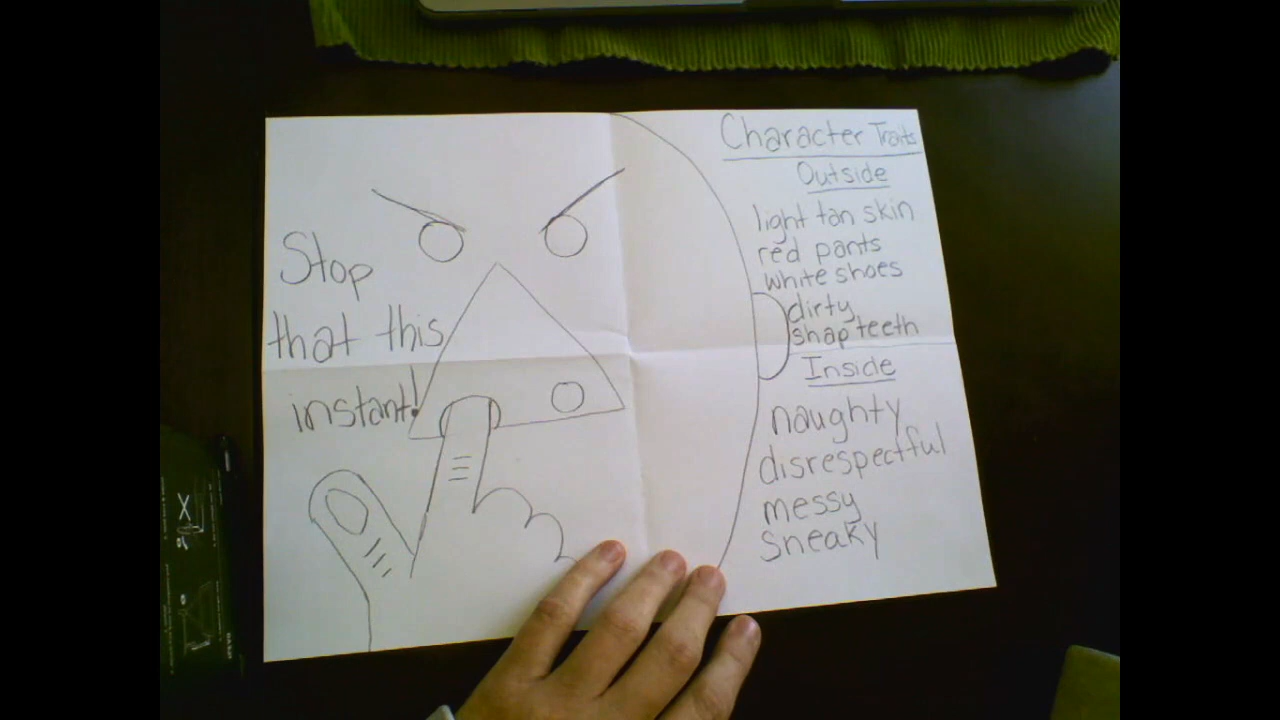 Stop
that this
instant!
Character Traits
Outside
light tan skin
red pants
white shoes
dirty
shap teeth
Inside
naughty
disrespectful
messy
sneaky